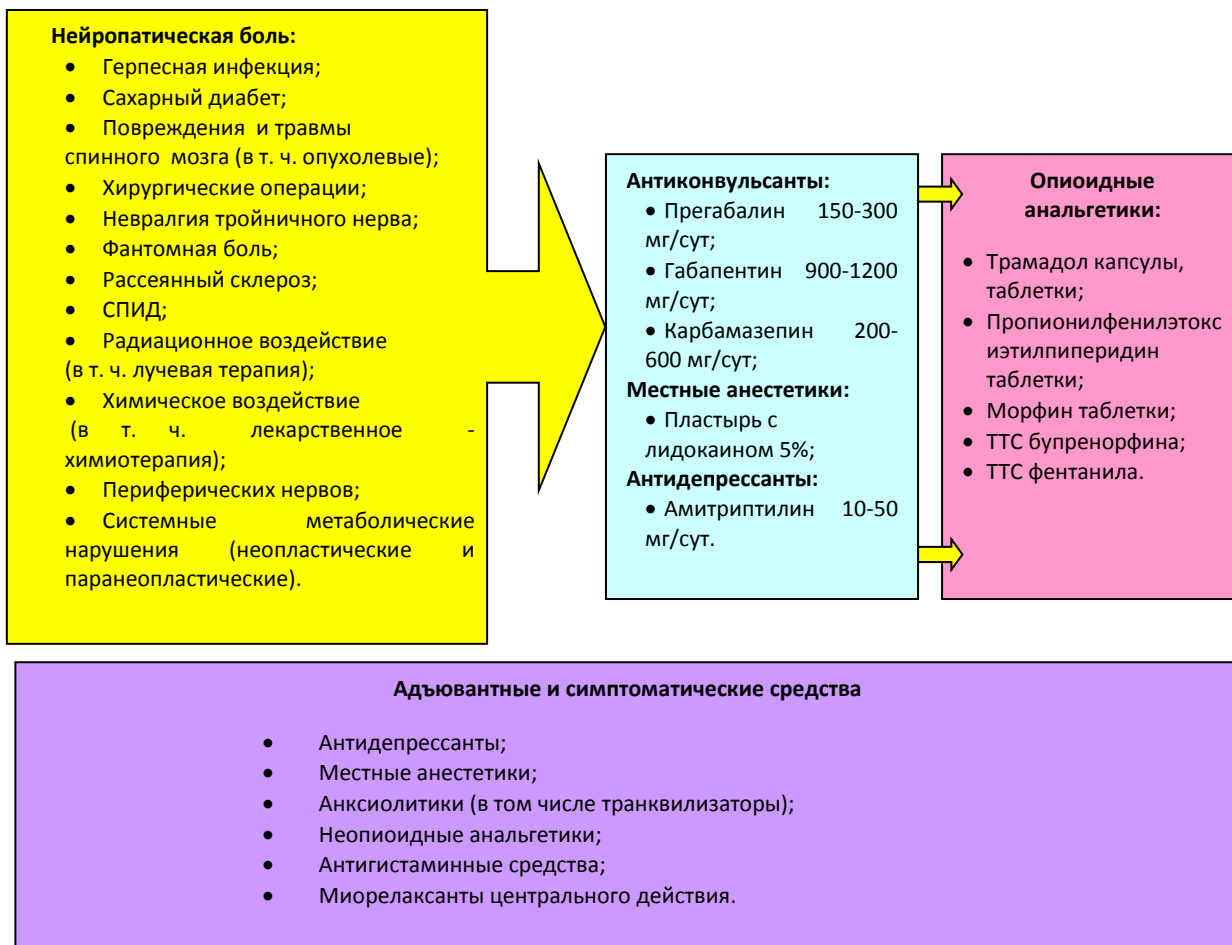 Нейропатическая боль:
• Герпесная инфекция;
• Сахарный диабет;
• Повреждения и травмы
спинного мозга (в т. ч. опухолевые);
• Хирургические операции;
• Невралгия тройничного нерва;
• Фантомная боль;
• Рассеянный склероз;
• СПИД;
• Радиационное воздействие
(в т. ч. лучевая терапия);
• Химическое воздействие
(в т. ч. лекарственное -
химиотерапия);
• Периферических нервов;
• Системные метаболические
нарушения (неопластические и
паранеопластические).
Антиконвульсанты:
• Прегабалин 150-300
мг/сут;
• Габапентин 900-1200
мг/сут;
• Карбамазепин 200-
600 мг/сут;
Местные анестетики:
• Пластырь с
лидокаином 5%;
Антидепрессанты:
• Амитриптилин 10-50
мг/сут.
Опиоидные
анальгетики:
• Трамадол капсулы,
таблетки;
• Пропионилфенилэтокс
иэтилпиперидин
таблетки;
• Морфин таблетки;
• ТТС бупренорфина;
• ТТС фентанила.
Адъювантные и симптоматические средства
• Антидепрессанты;
• Местные анестетики;
• Анксиолитики (в том числе транквилизаторы);
• Неопиоидные анальгетики;
• Антигистаминные средства;
• Миорелаксанты центрального действия.